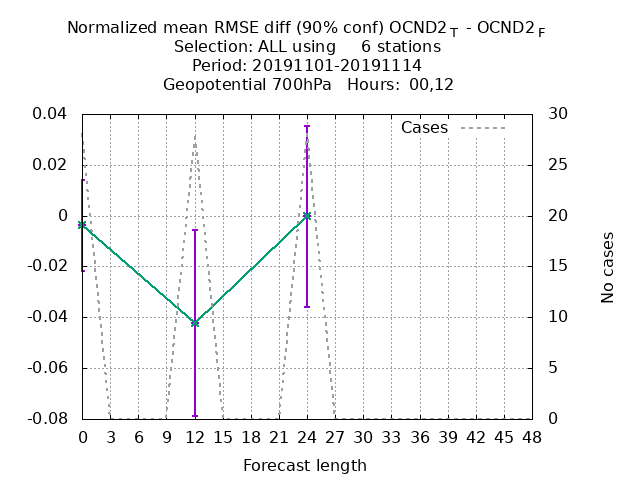 Normalized mean RMSE diff (90% conf) OCND2 T - OCND2 F
Selection: ALL using 6 stations
Period: 20191101-20191114
Geopotential 700hPa Hours: 00,12
Cases
0.04
0.02
0
-0.02
-0.04
-0.06
-0.08
30
25
20
15
10
5
0
No cases
0 3 6 9 12 15 18 21 24 27 30 33 36 39 42 45 48
Forecast length